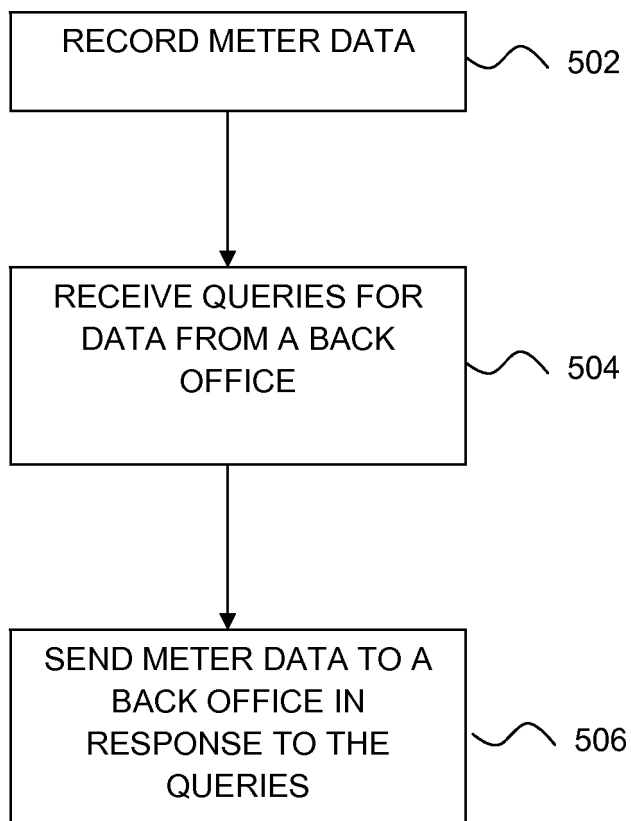 RECORD METER DATA
502
RECEIVE QUERIES FOR
DATA FROM A BACK
OFFICE
504
SEND METER DATA TO A
BACK OFFICE IN
RESPONSE TO THE
QUERIES
506